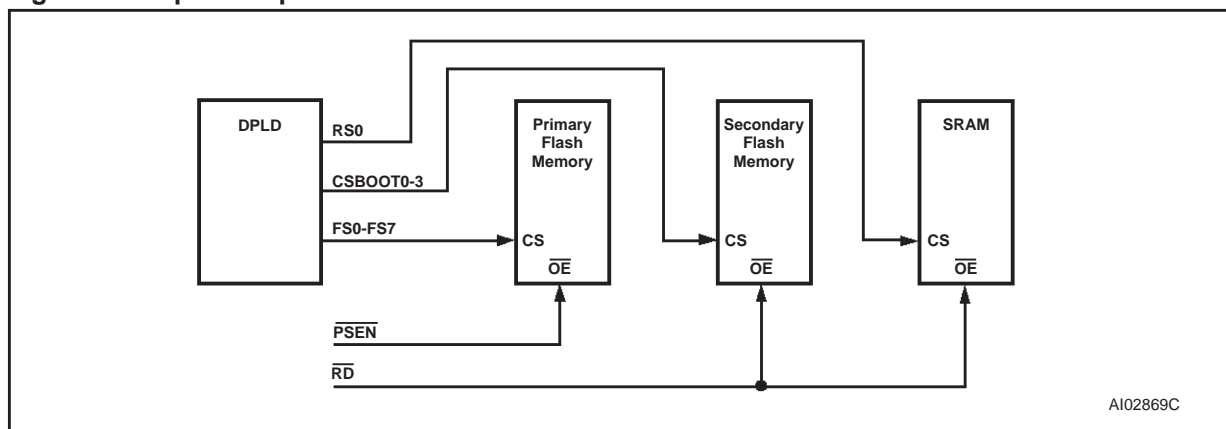 DPLD
RS0
CSBOOT0-3
FS0-FS7
Primary
Flash
Memory
CS
OE
Secondary
Flash
Memory
CS
OE
SRAM
CS
OE
PSEN
RD
AI02869C